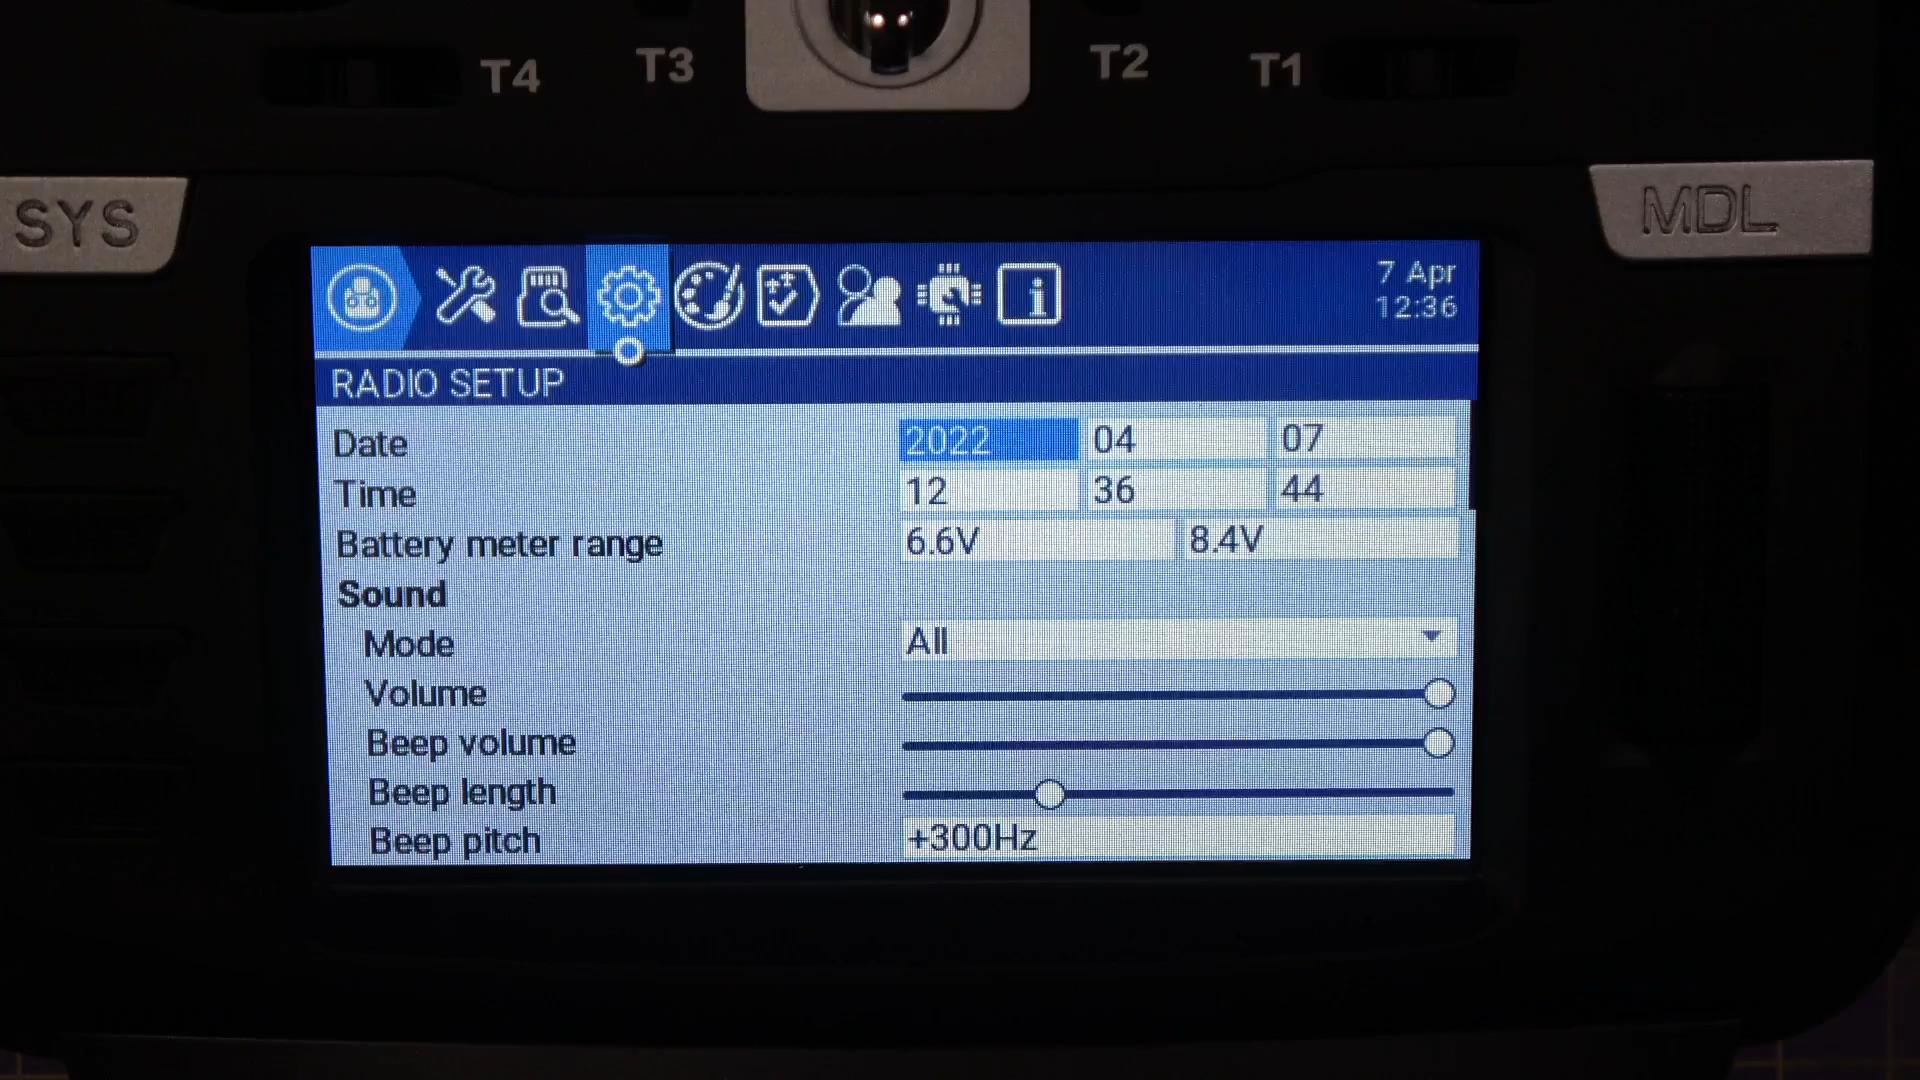 T4 T3 T2 T1
SYS
MDL
7 Apr
12:36
RADIO SETUP
Date 2022 04 07
Time 12 36 44
Battery meter range 6.6V 8.4V
Sound
Mode All
Volume
Beep volume
Beep length
Beep pitch +300Hz